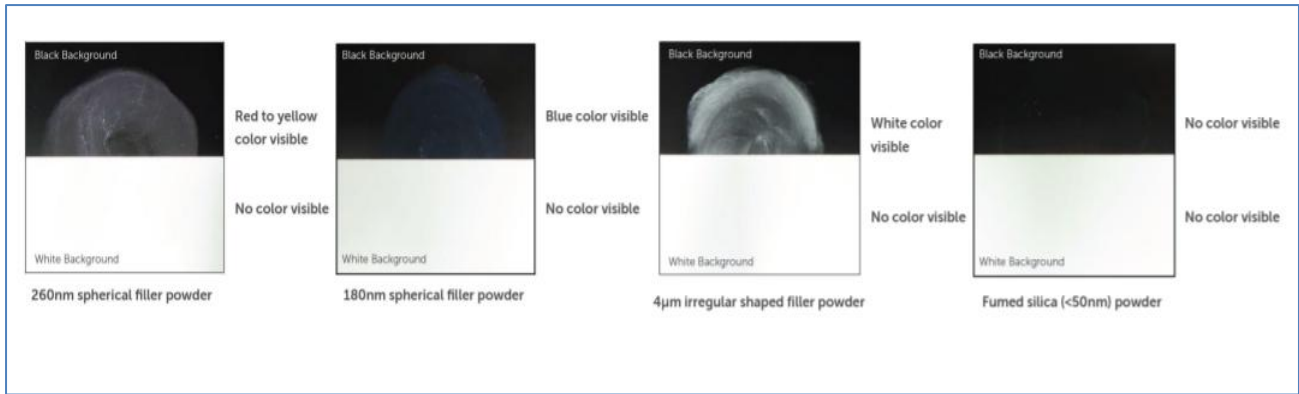 Black Background
Red to yellow
color visible
No color visible
White Background
260nm spherical filler powder
Black Background
Blue color visible
No color visible
White Background
180nm spherical filler powder
Black Background
White color
visible
No color visible
White Background
4µm irregular shaped filler powder
Black Background
No color visible
No color visible
White Background
Fumed silica (<50nm) powder